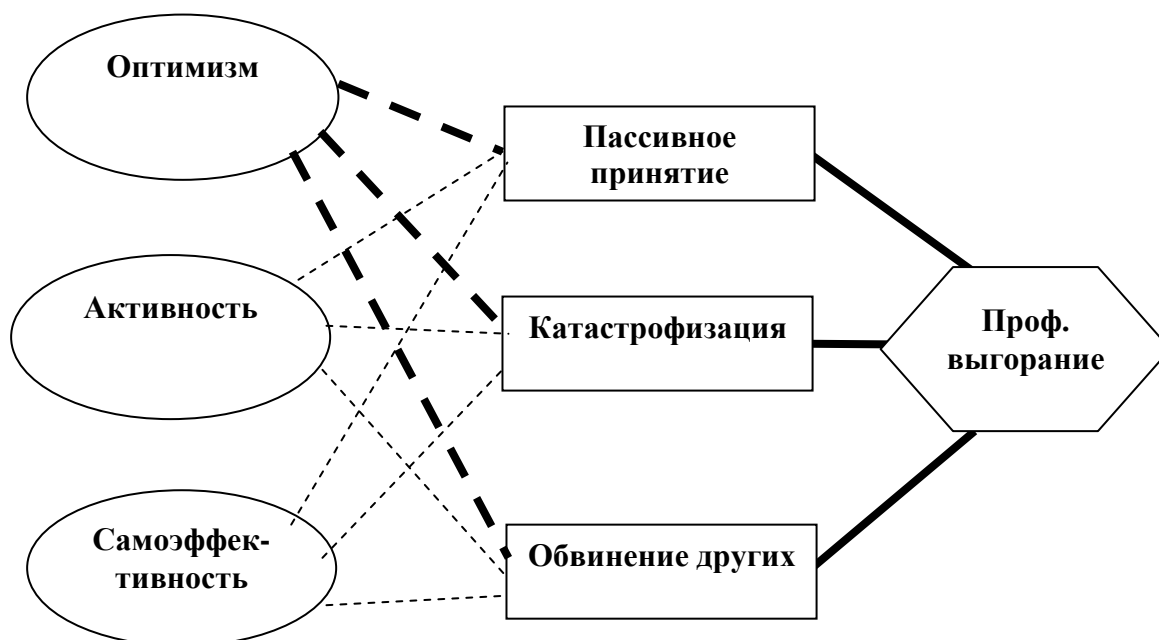 Оптимизм
Пассивное
принятие
Активность
Катастрофизация
Проф.
выгорание
Самоэффек-
тивность
Обвинение других